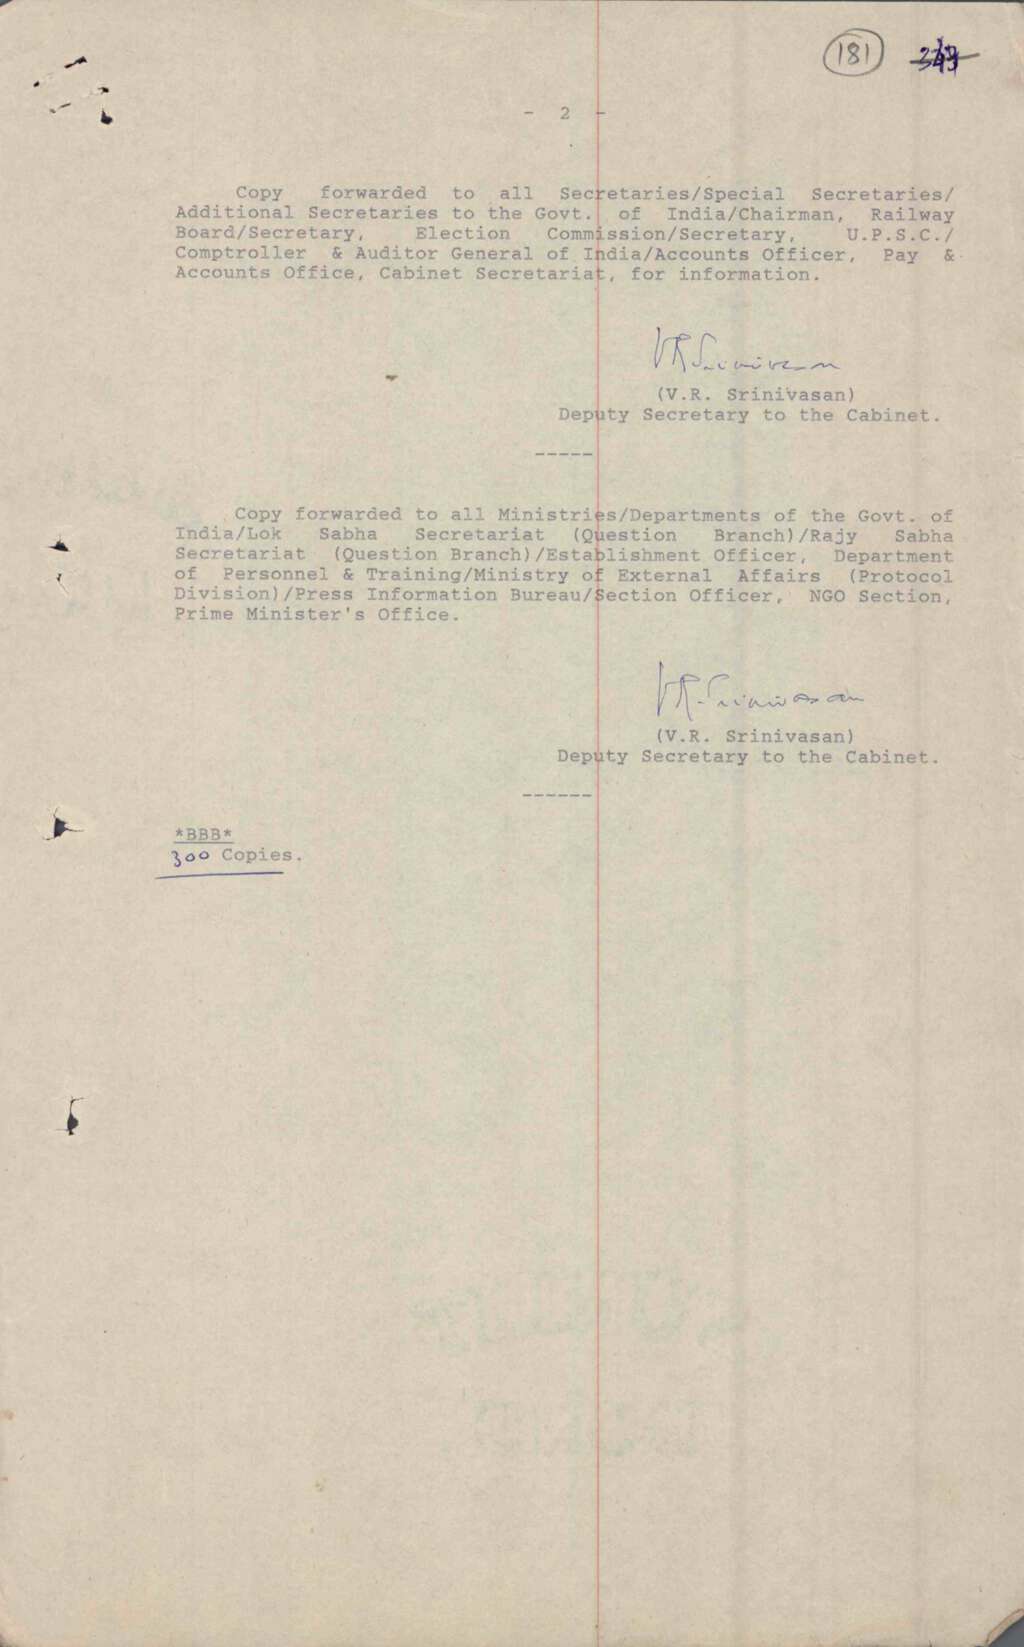 181
- 2 -
Copy forwarded to all Secretaries/Special Secretaries/
Additional Secretaries to the Govt. of India/Chairman, Railway
Board/Secretary, Election Commission/Secretary, U.P.S.C./
Comptroller & Auditor General of India/Accounts Officer, Pay &
Accounts Office, Cabinet Secretariat, for information.
VRSrinivasan
(V.R. Srinivasan)
Deputy Secretary to the Cabinet.
-----
Copy forwarded to all Ministries/Departments of the Govt. of
India/Lok Sabha Secretariat (Question Branch)/Rajy Sabha
Secretariat (Question Branch)/Establishment Officer, Department
of Personnel & Training/Ministry of External Affairs (Protocol
Division)/Press Information Bureau/Section Officer, NGO Section,
Prime Minister's Office.
VR.Srinivasan
(V.R. Srinivasan)
Deputy Secretary to the Cabinet.
------
*BBB*
300 Copies.